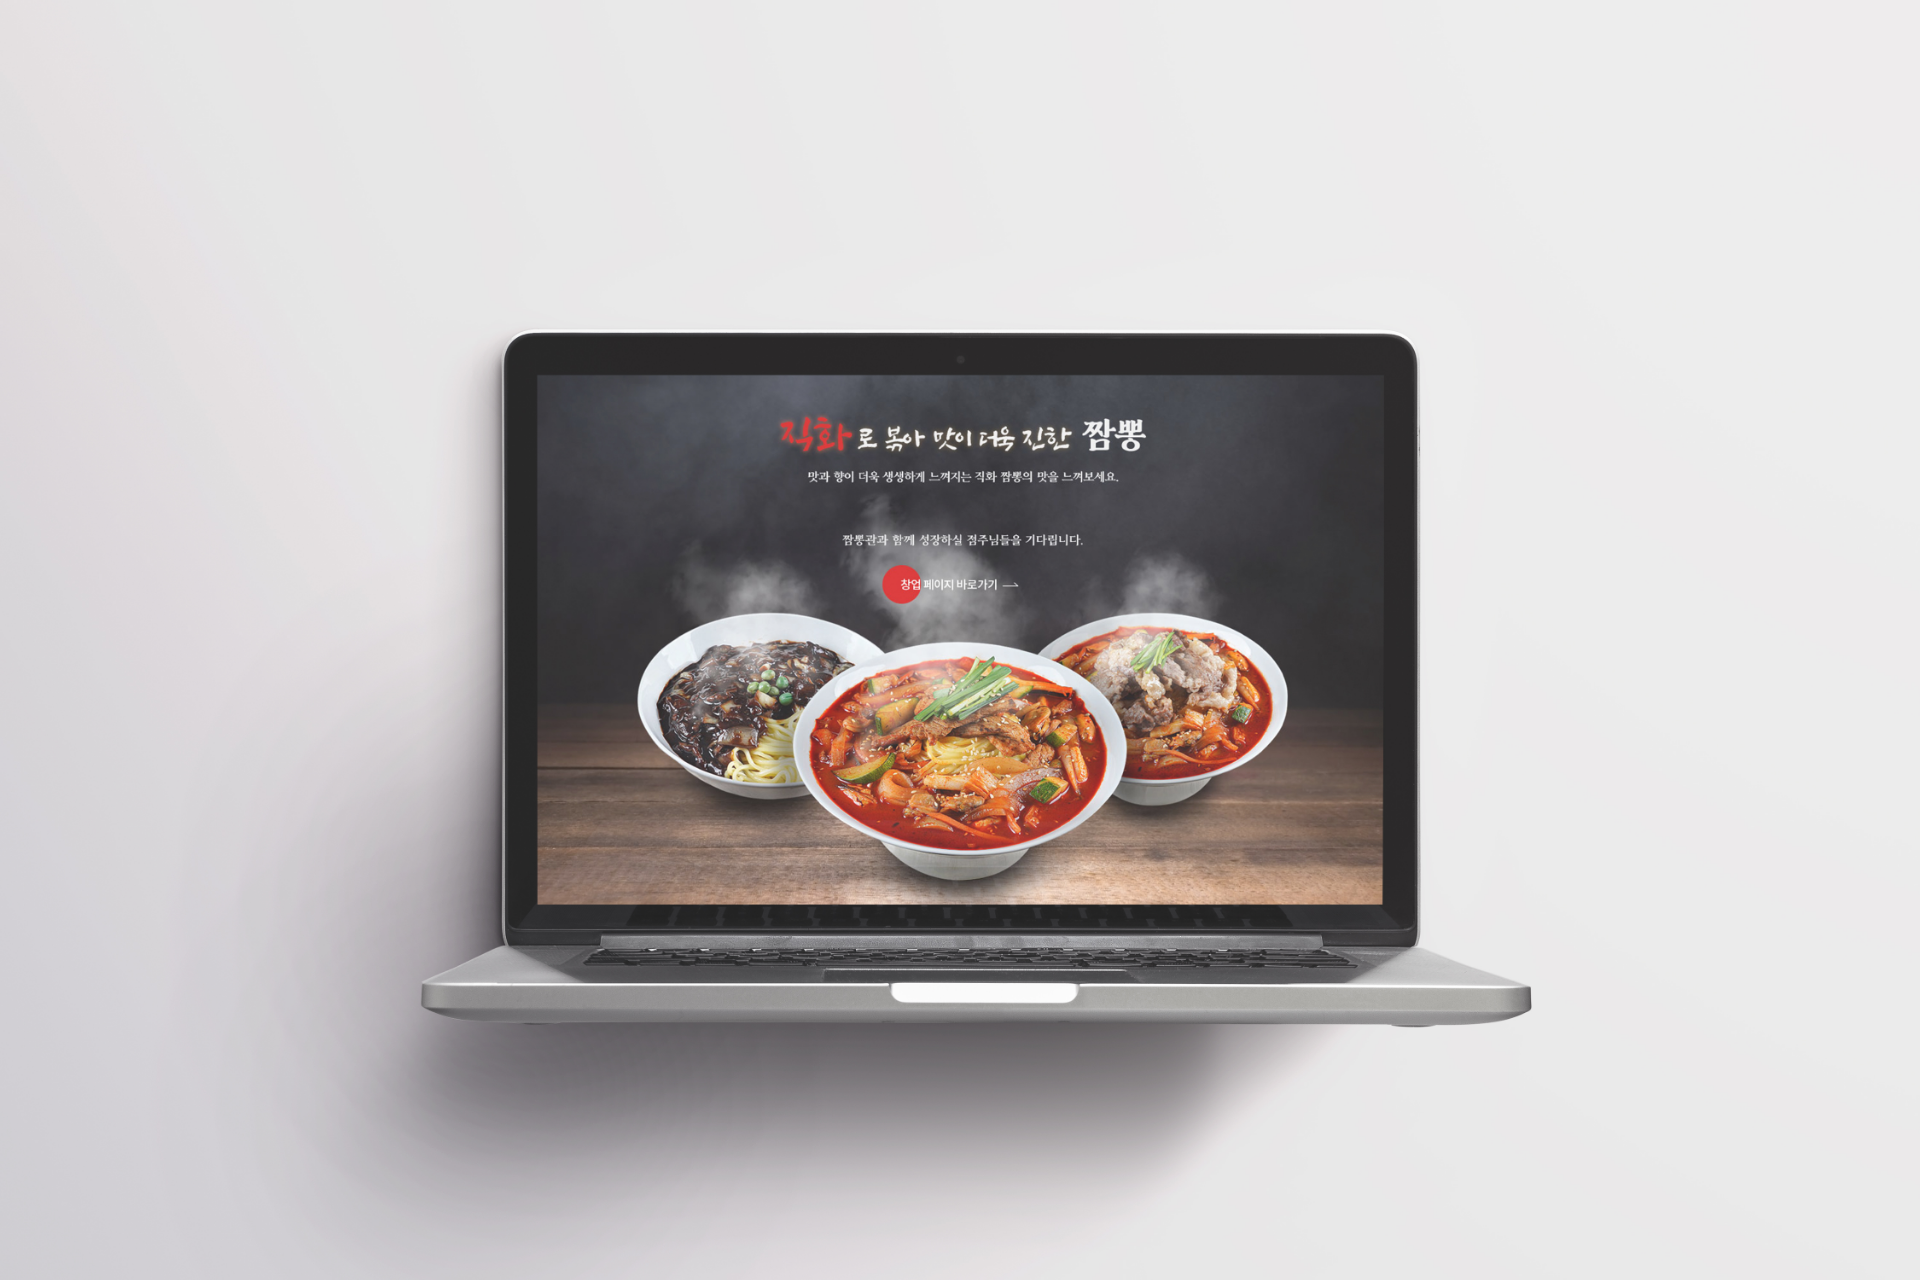 직화로 볶아 맛이 더욱 진한 짬뽕
맛과 향이 더욱 생생하게 느껴지는 직화 짬뽕의 맛을 느껴보세요.
짬뽕관과 함께 성장하실 점주님들을 기다립니다.
창업 페이지 바로가기